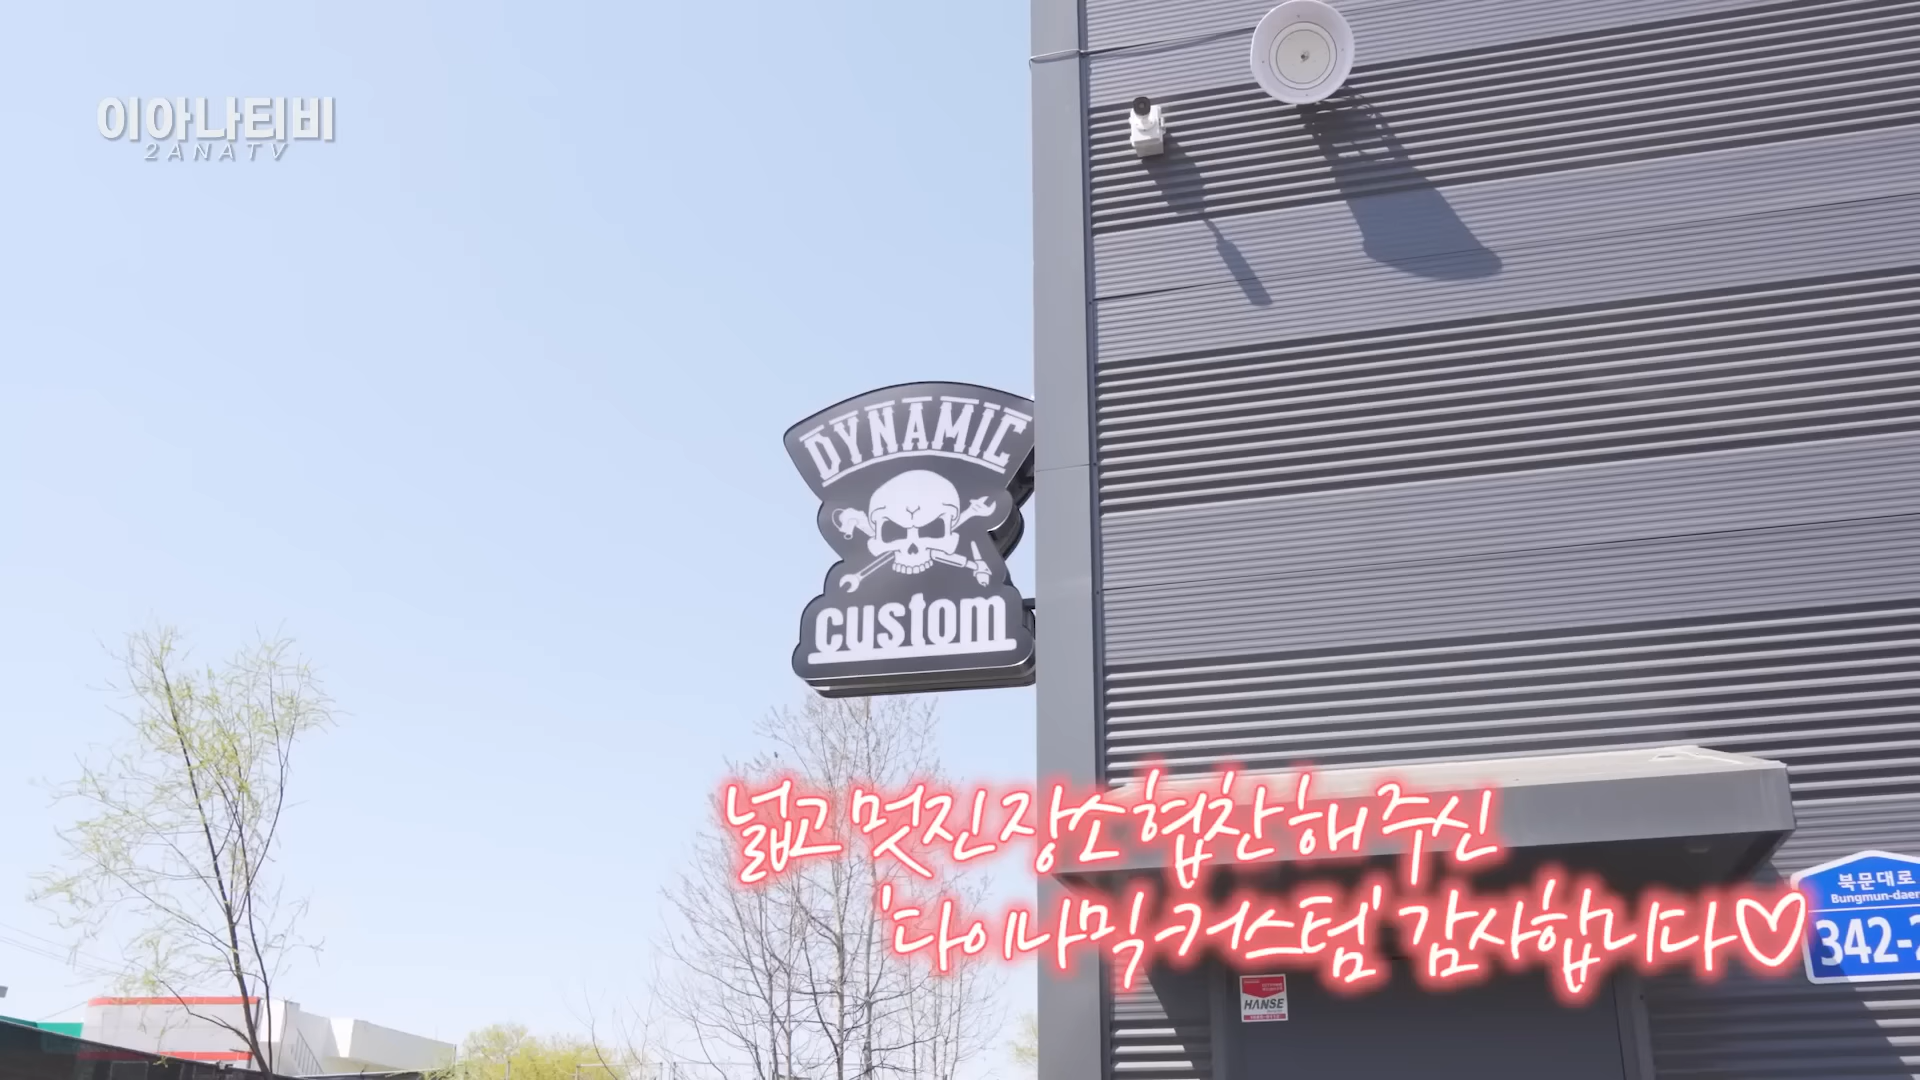 이아나티비
2ANATV
DYNAMIC
custom
넓고 멋진 장소 협찬해주신
'다이나믹 커스텀' 감사합니다♡
북문대로
Bungmun-daer
342-2
HANSE